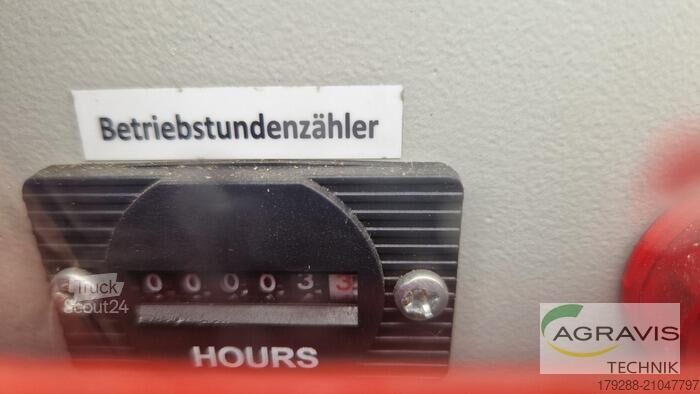 Betriebstundenzähler
0 0 0 0 3 3
HOURS
Truck
Scout24
AGRAVIS
TECHNIK
179288-21047797